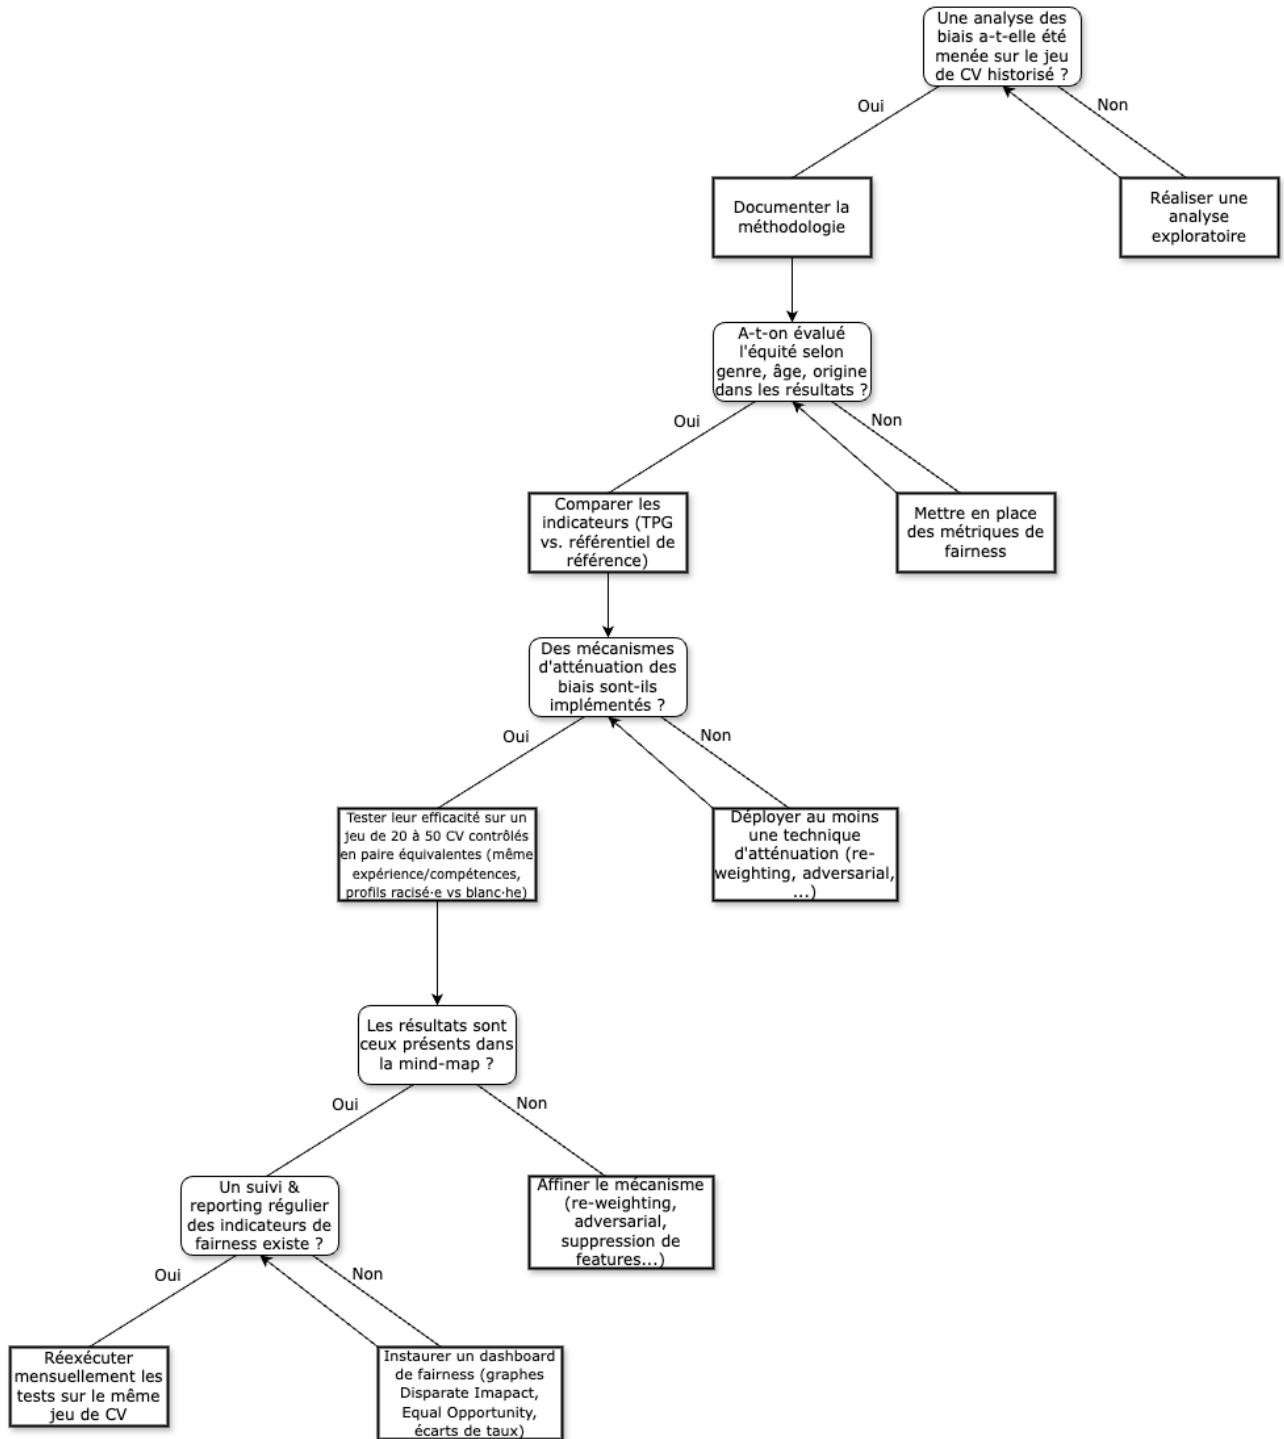 Une analyse des
biais a-t-elle été
menée sur le jeu
de CV historisé ?
Oui
Non
Documenter la
méthodologie
Réaliser une
analyse
exploratoire
A-t-on évalué
l'équité selon
genre, âge, origine
dans les résultats ?
Oui
Non
Comparer les
indicateurs (TPG
vs. référentiel de
référence)
Mettre en place
des métriques de
fairness
Des mécanismes
d'atténuation des
biais sont-ils
implémentés ?
Oui
Non
Tester leur efficacité sur un
jeu de 20 à 50 CV contrôlés
en paire équivalentes (même
expérience/compétences,
profils racisé·e vs blanc·he)
Déployer au moins
une technique
d'atténuation (re-
weighting, adversarial,
...)
Les résultats sont
ceux présents dans
la mind-map ?
Oui
Non
Un suivi &
reporting régulier
des indicateurs de
fairness existe ?
Affiner le mécanisme
(re-weighting,
adversarial,
suppression de
features...)
Oui
Non
Réexécuter
mensuellement les
tests sur le même
jeu de CV
Instaurer un dashboard
de fairness (graphes
Disparate Imapact,
Equal Opportunity,
écarts de taux)